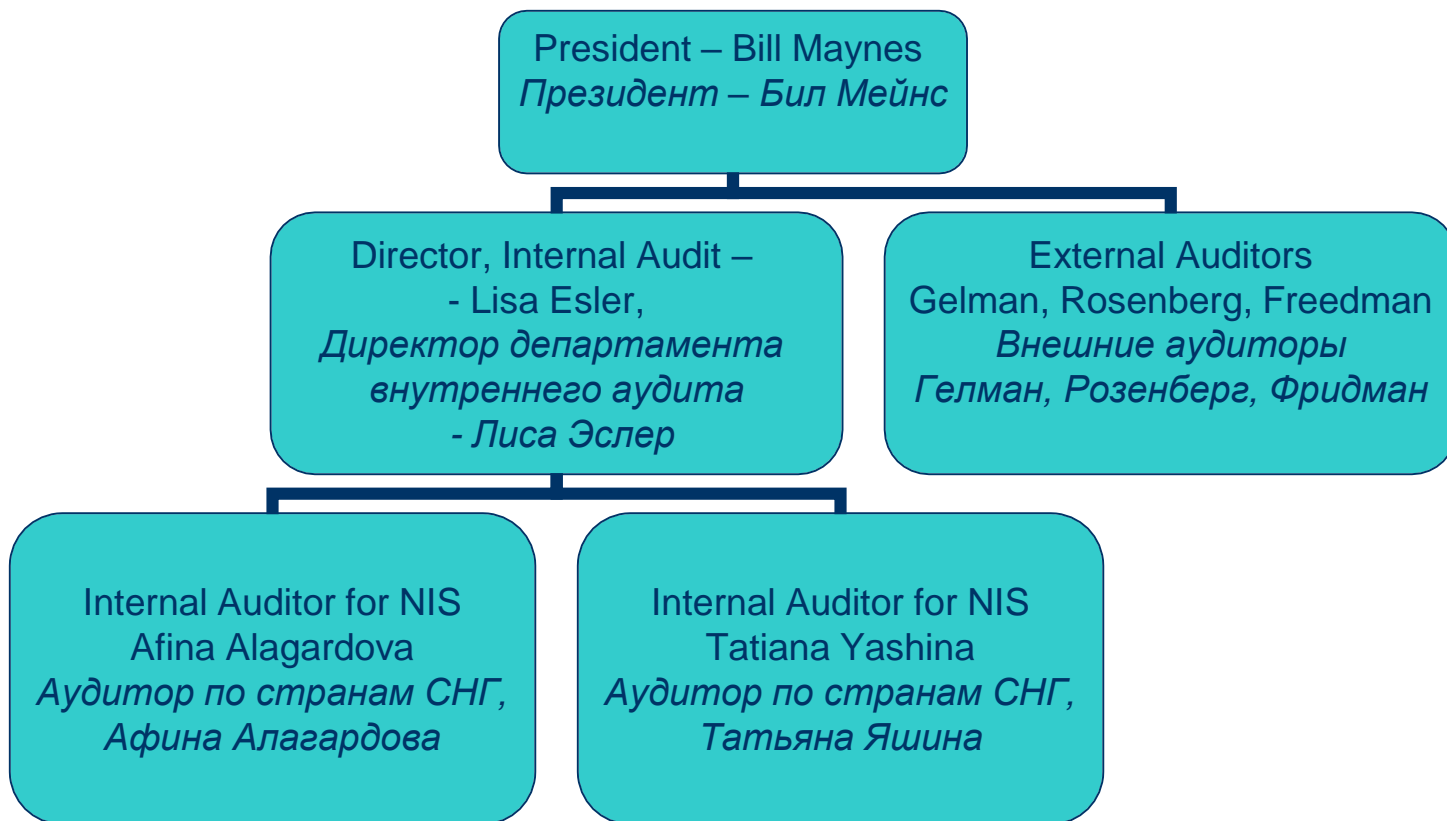 President – Bill Maynes
Президент – Бил Мейнс
Director, Internal Audit –
- Lisa Esler,
Директор департамента
внутреннего аудита
- Лиса Эслер
External Auditors
Gelman, Rosenberg, Freedman
Внешние аудиторы
Гелман, Розенберг, Фридман
Internal Auditor for NIS
Afina Alagardova
Аудитор по странам СНГ,
Афина Алагардова
Internal Auditor for NIS
Tatiana Yashina
Аудитор по странам СНГ,
Татьяна Яшина